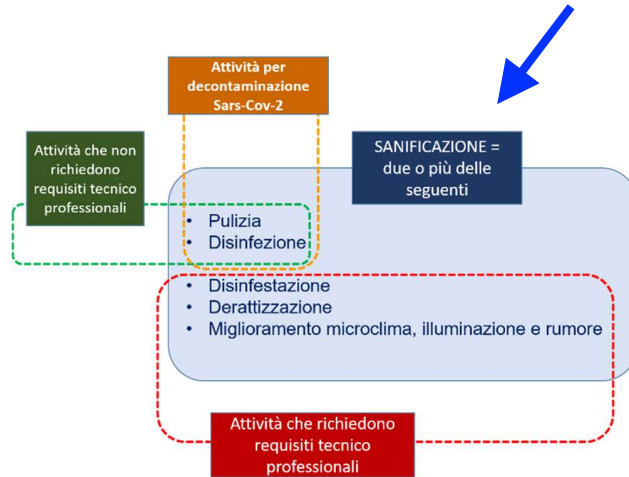 Attività per
decontaminazione
Sars-Cov-2
Attività che non
richiedono
requisiti tecnico
professionali
SANIFICAZIONE =
due o più delle
seguenti
• Pulizia
• Disinfezione
• Disinfestazione
• Derattizzazione
• Miglioramento microclima, illuminazione e rumore
Attività che richiedono
requisiti tecnico
professionali